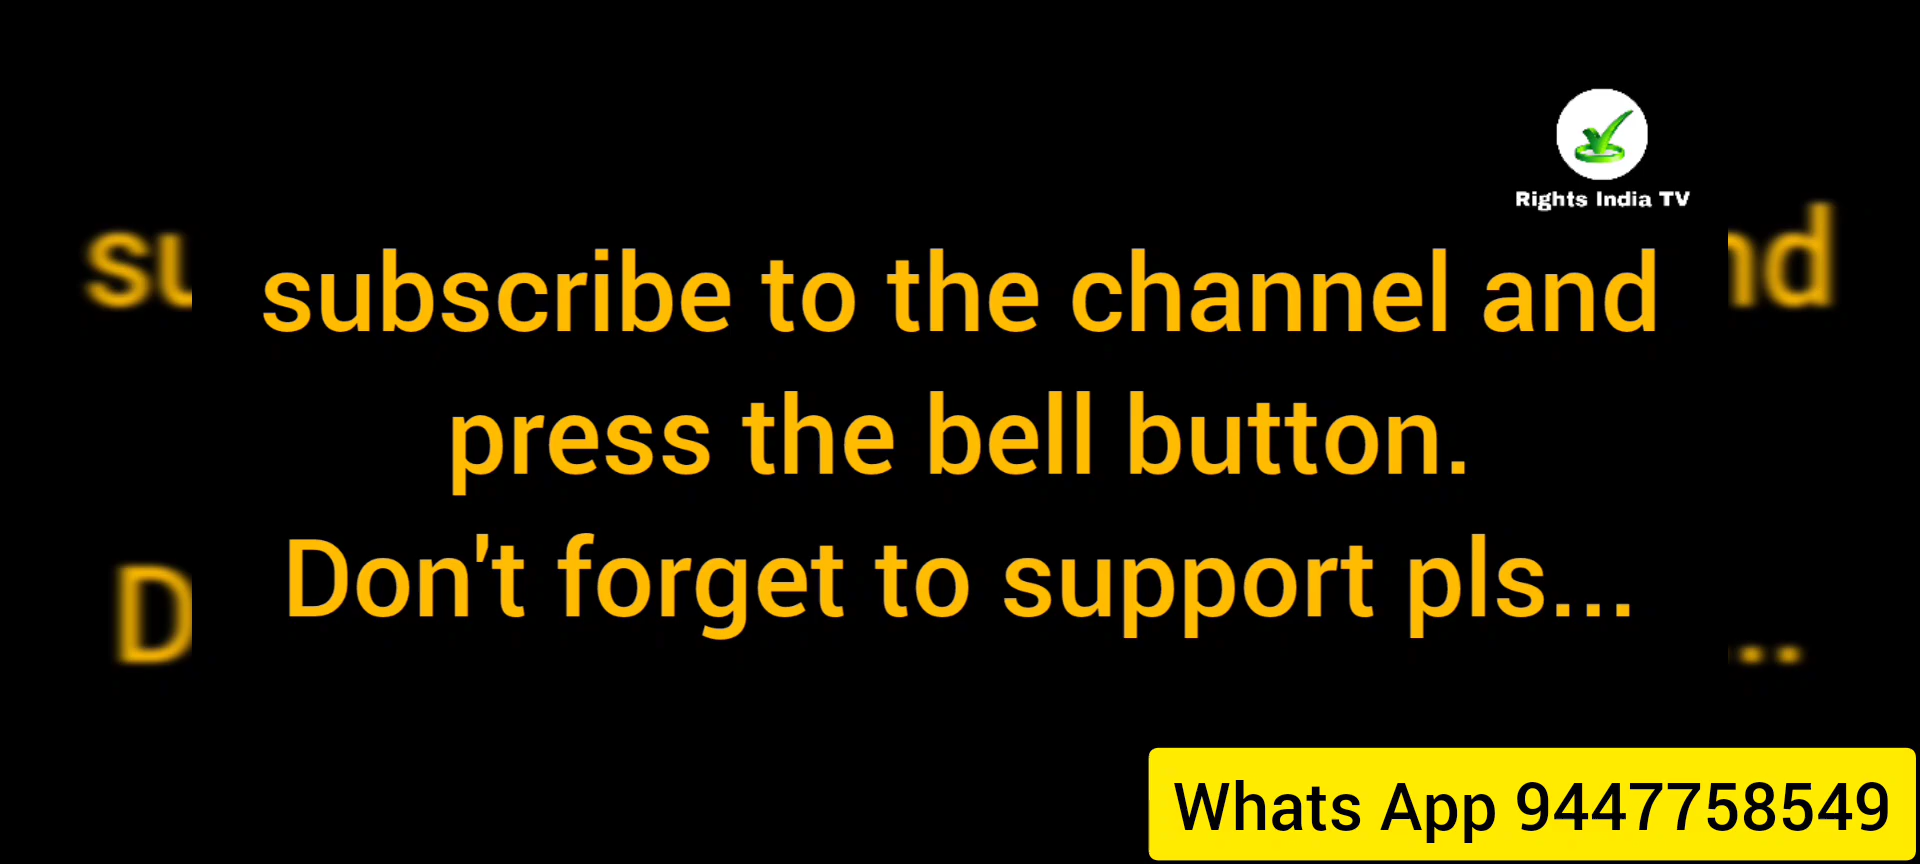 Rights India TV
subscribe to the channel and
press the bell button.
Don't forget to support pls...
Whats App 9447758549